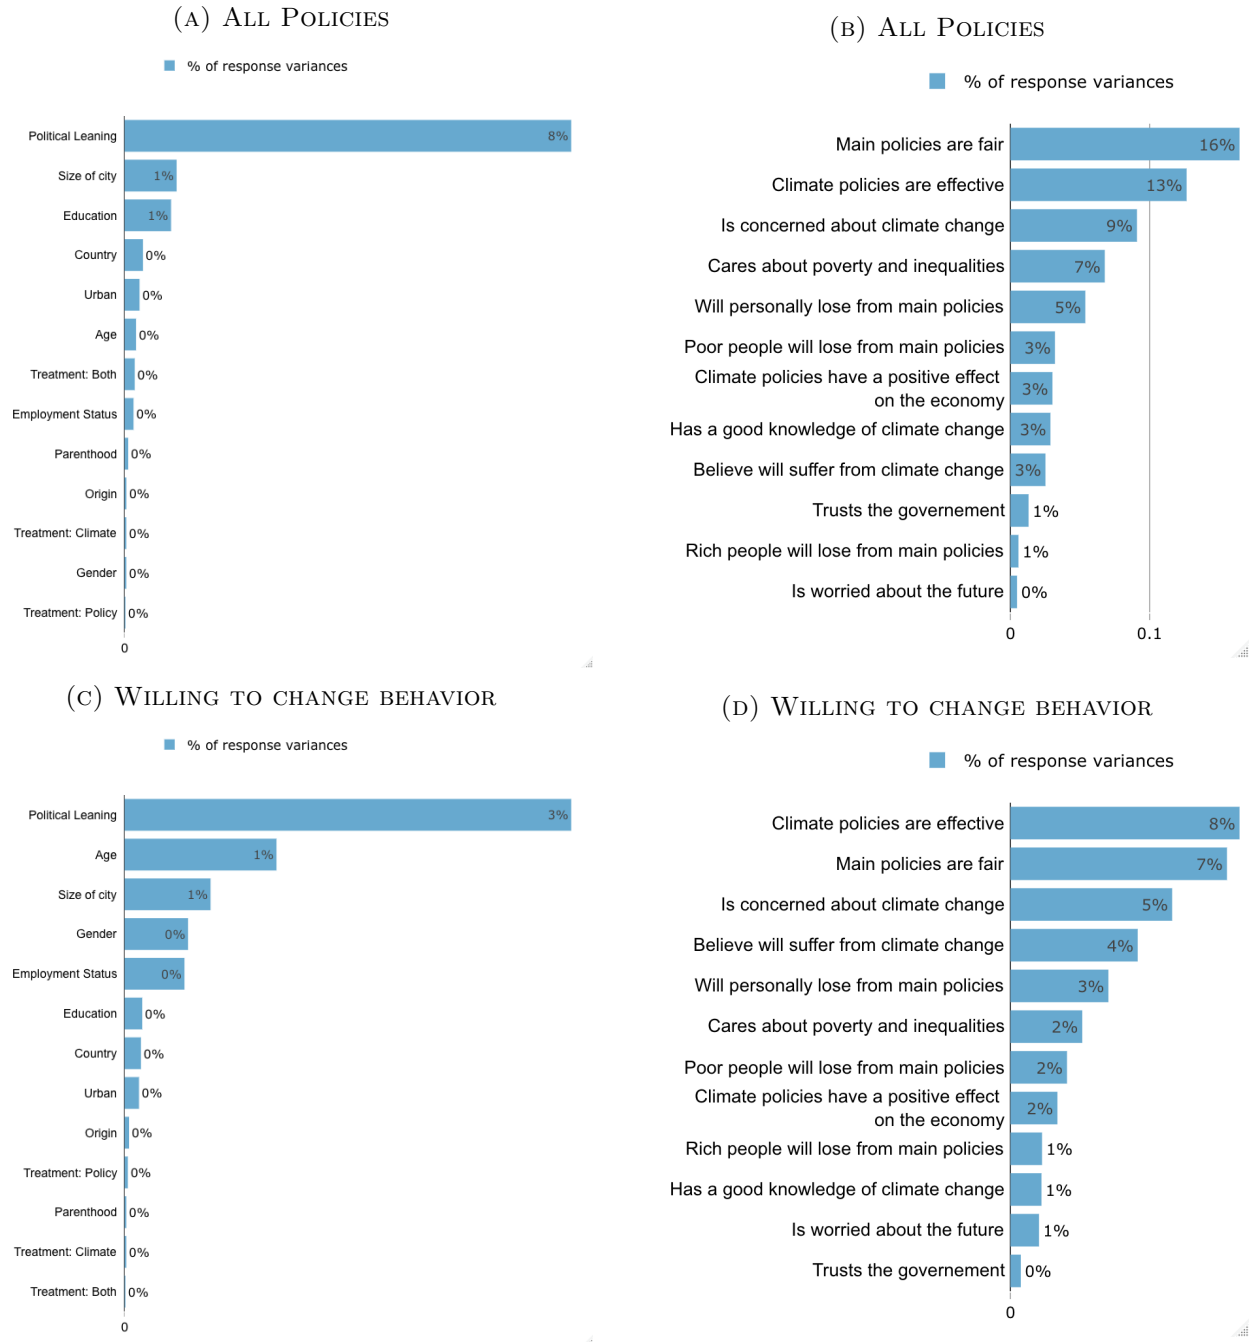 (A) ALL POLICIES
% of response variances
Political Leaning 8%
Size of city 1%
Education 1%
Country 0%
Urban 0%
Age 0%
Treatment: Both 0%
Employment Status 0%
Parenthood 0%
Origin 0%
Treatment: Climate 0%
Gender 0%
Treatment: Policy 0%
0
(B) ALL POLICIES
% of response variances
Main policies are fair 16%
Climate policies are effective 13%
Is concerned about climate change 9%
Cares about poverty and inequalities 7%
Will personally lose from main policies 5%
Poor people will lose from main policies 3%
Climate policies have a positive effect
on the economy 3%
Has a good knowledge of climate change 3%
Believe will suffer from climate change 3%
Trusts the governement 1%
Rich people will lose from main policies 1%
Is worried about the future 0%
0 0.1
(C) WILLING TO CHANGE BEHAVIOR
% of response variances
Political Leaning 3%
Age 1%
Size of city 1%
Gender 0%
Employment Status 0%
Education 0%
Country 0%
Urban 0%
Origin 0%
Treatment: Policy 0%
Parenthood 0%
Treatment: Climate 0%
Treatment: Both 0%
0
(D) WILLING TO CHANGE BEHAVIOR
% of response variances
Climate policies are effective 8%
Main policies are fair 7%
Is concerned about climate change 5%
Believe will suffer from climate change 4%
Will personally lose from main policies 3%
Cares about poverty and inequalities 2%
Poor people will lose from main policies 2%
Climate policies have a positive effect
on the economy 2%
Rich people will lose from main policies 1%
Has a good knowledge of climate change 1%
Is worried about the future 1%
Trusts the governement 0%
0